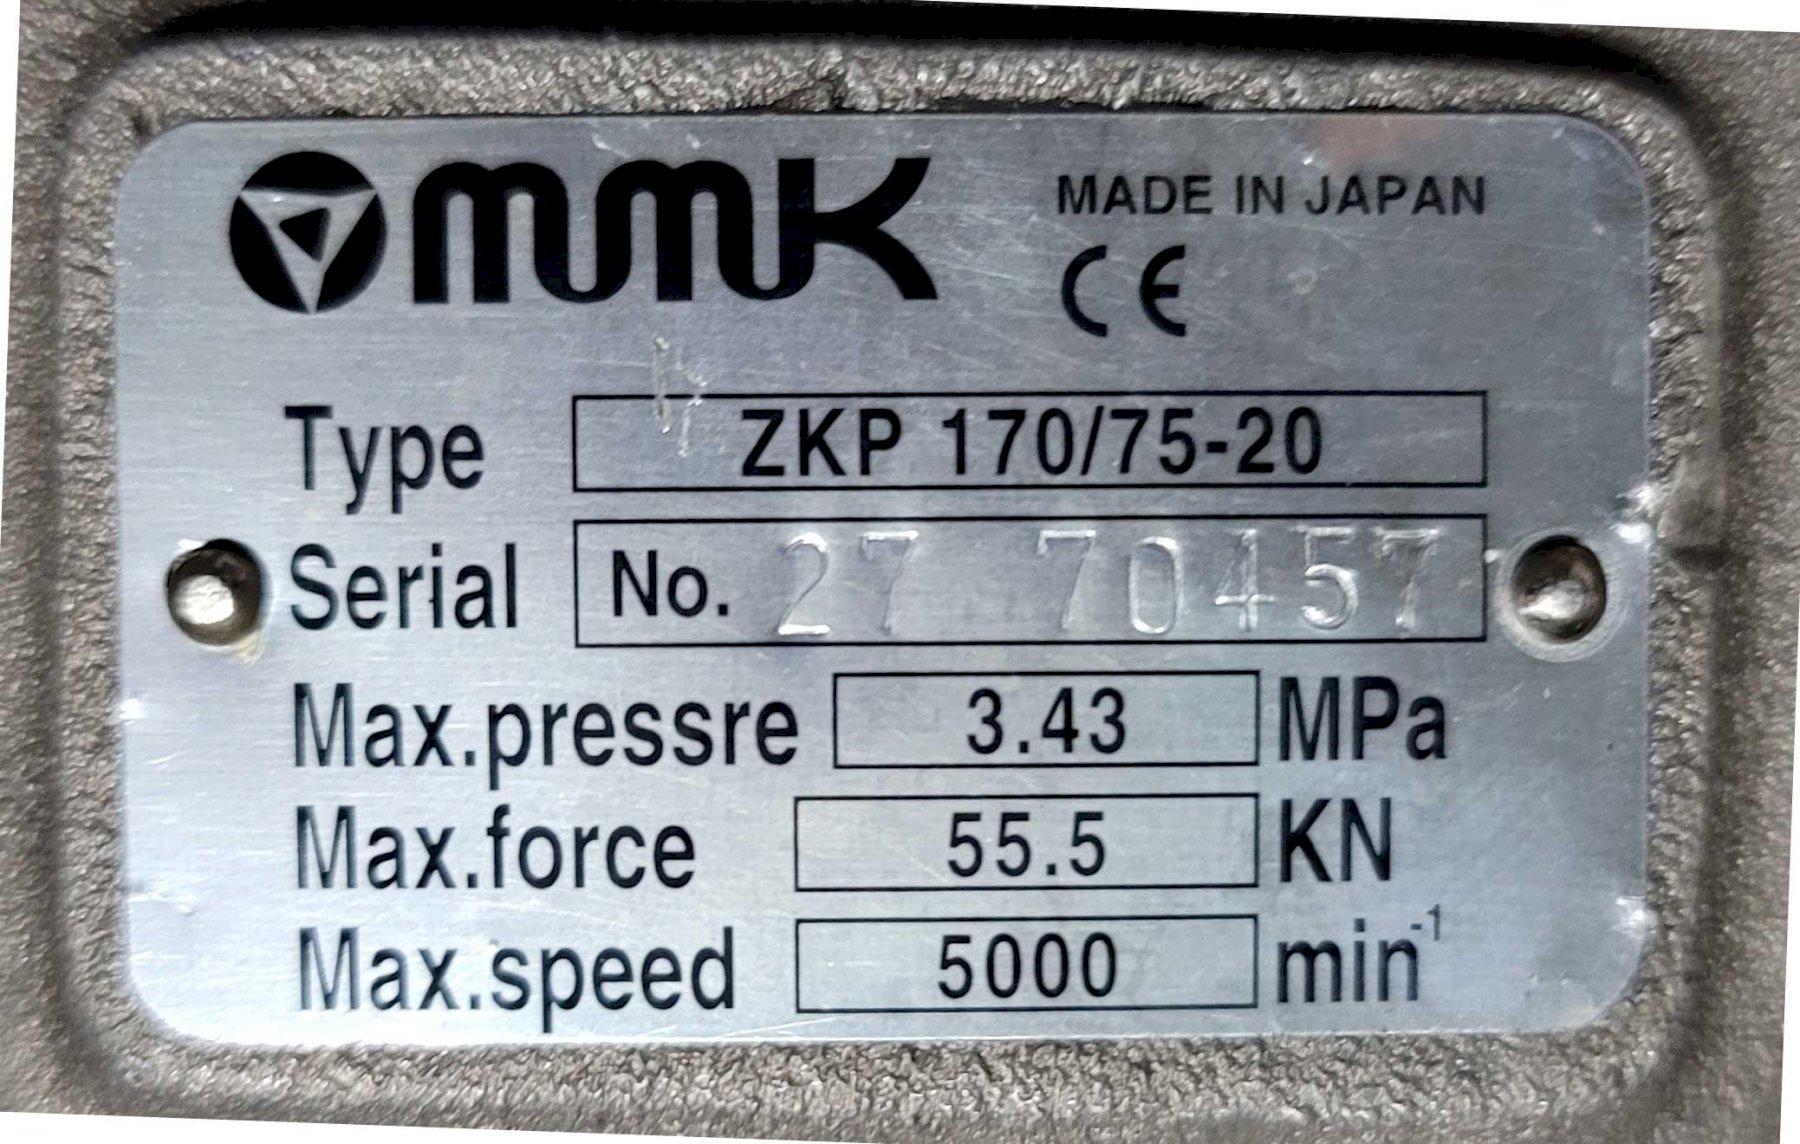 mmk
MADE IN JAPAN
CE
Type ZKP 170/75-20
Serial No. 27 70457
Max.pressre 3.43 MPa
Max.force 55.5 KN
Max.speed 5000 min⁻¹